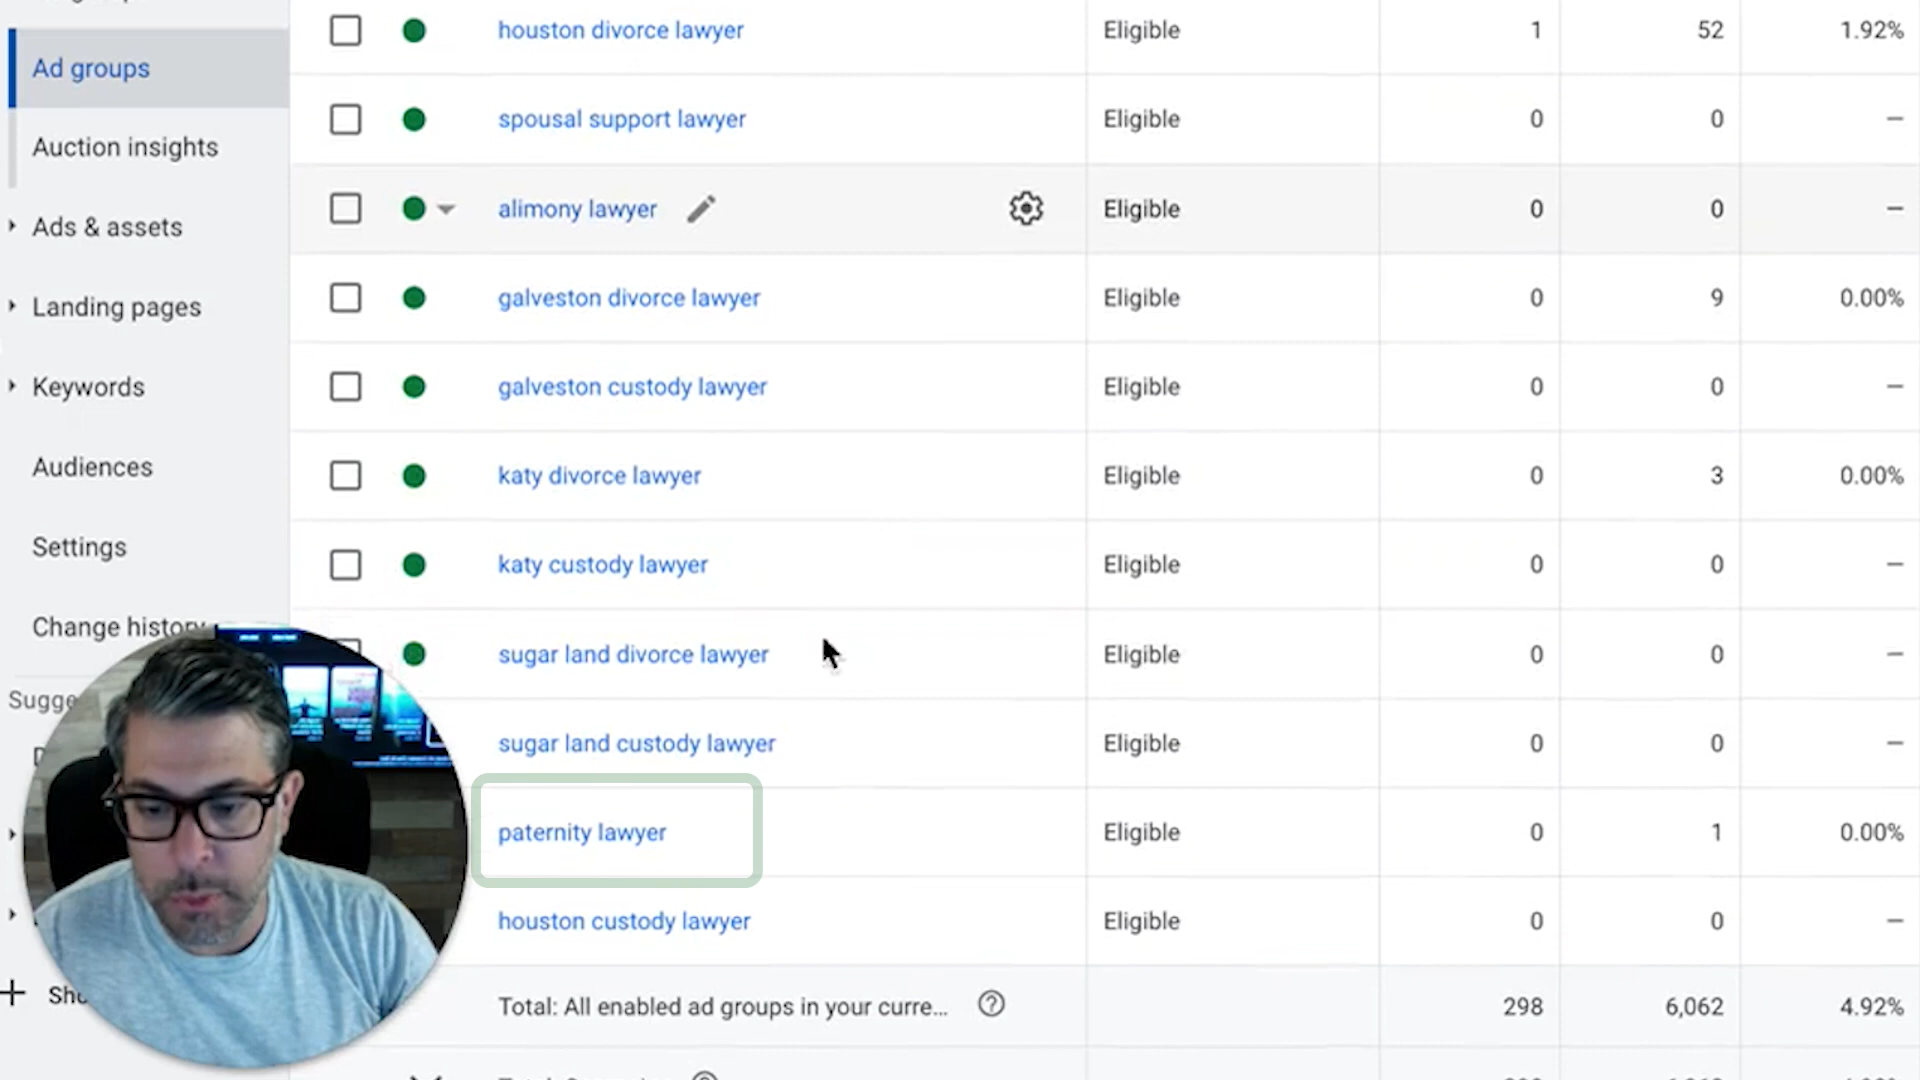 houston divorce lawyer Eligible 1 52 1.92%
Ad groups
spousal support lawyer Eligible 0 0 —
Auction insights
alimony lawyer Eligible 0 0 —
Ads & assets
galveston divorce lawyer Eligible 0 9 0.00%
Landing pages
galveston custody lawyer Eligible 0 0 —
Keywords
katy divorce lawyer Eligible 0 3 0.00%
Audiences
katy custody lawyer Eligible 0 0 —
Settings
Change history
sugar land divorce lawyer Eligible 0 0 —
Sugge
sugar land custody lawyer Eligible 0 0 —
paternity lawyer Eligible 0 1 0.00%
houston custody lawyer Eligible 0 0 —
Sho
Total: All enabled ad groups in your curre... 298 6,062 4.92%